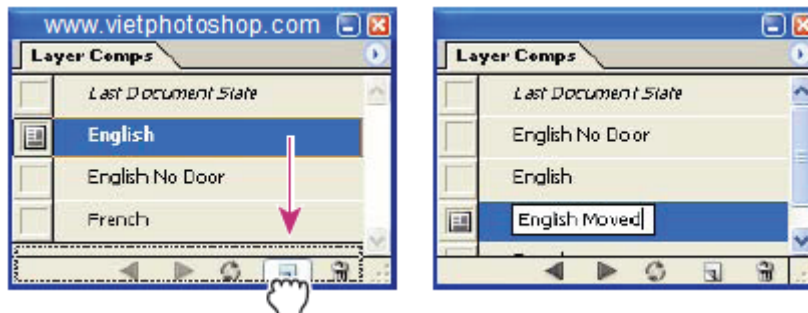 www.vietphotoshop.com
Layer Comps
Last Document State
English
English No Door
French
Layer Comps
Last Document State
English No Door
English
English Moved